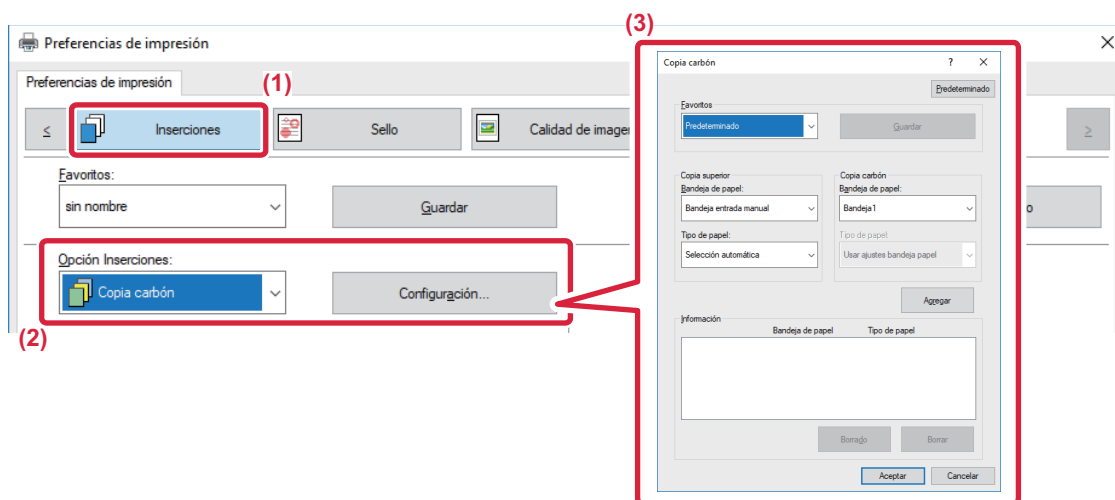 (3)
Preferencias de impresión
Preferencias de impresión
(1)
<
Inserciones
Sello
Calidad de imagen
>
Favoritos:
sin nombre
Guardar
Opción Inserciones:
Copia carbón
Configuración...
(2)
Copia carbón
?
Predeterminado
Favoritos
Predeterminado
Guardar
Copia superior
Copia carbón
Bandeja de papel:
Bandeja de papel:
Bandeja entrada manual
Bandeja1
Tipo de papel:
Tipo de papel:
Selección automática
Usar ajustes bandeja papel
Agregar
Información
Bandeja de papel
Tipo de papel
Borrado
Borrar
Aceptar
Cancelar